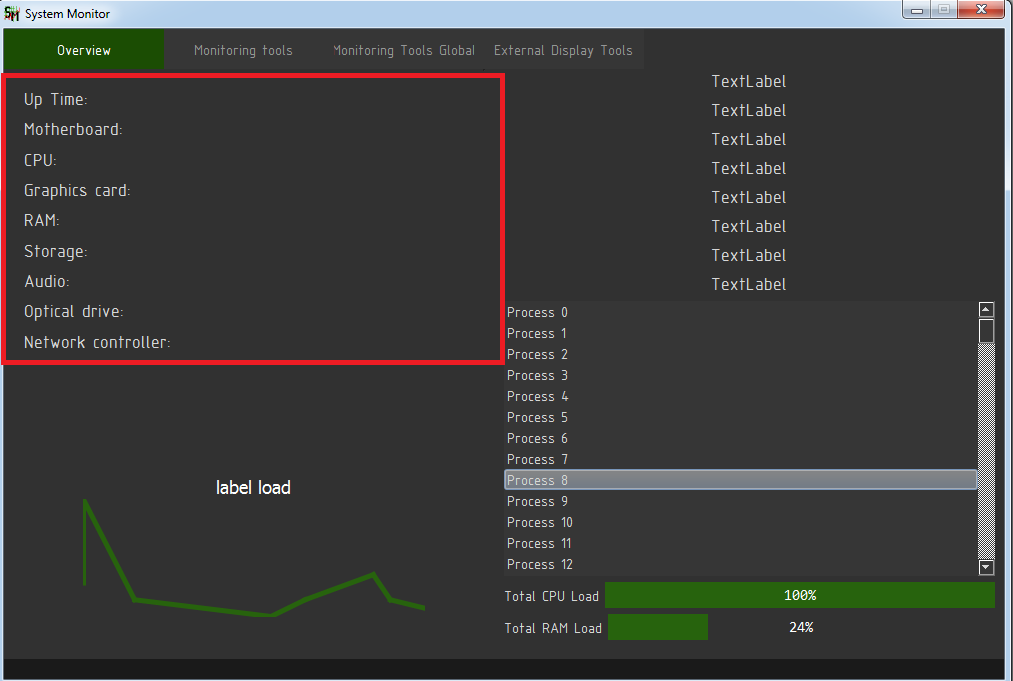 SM System Monitor
Overview Monitoring tools Monitoring Tools Global External Display Tools
Up Time:
Motherboard:
CPU:
Graphics card:
RAM:
Storage:
Audio:
Optical drive:
Network controller:
label load
TextLabel
TextLabel
TextLabel
TextLabel
TextLabel
TextLabel
TextLabel
TextLabel
Process 0
Process 1
Process 2
Process 3
Process 4
Process 5
Process 6
Process 7
Process 8
Process 9
Process 10
Process 11
Process 12
Total CPU Load 100%
Total RAM Load 24%